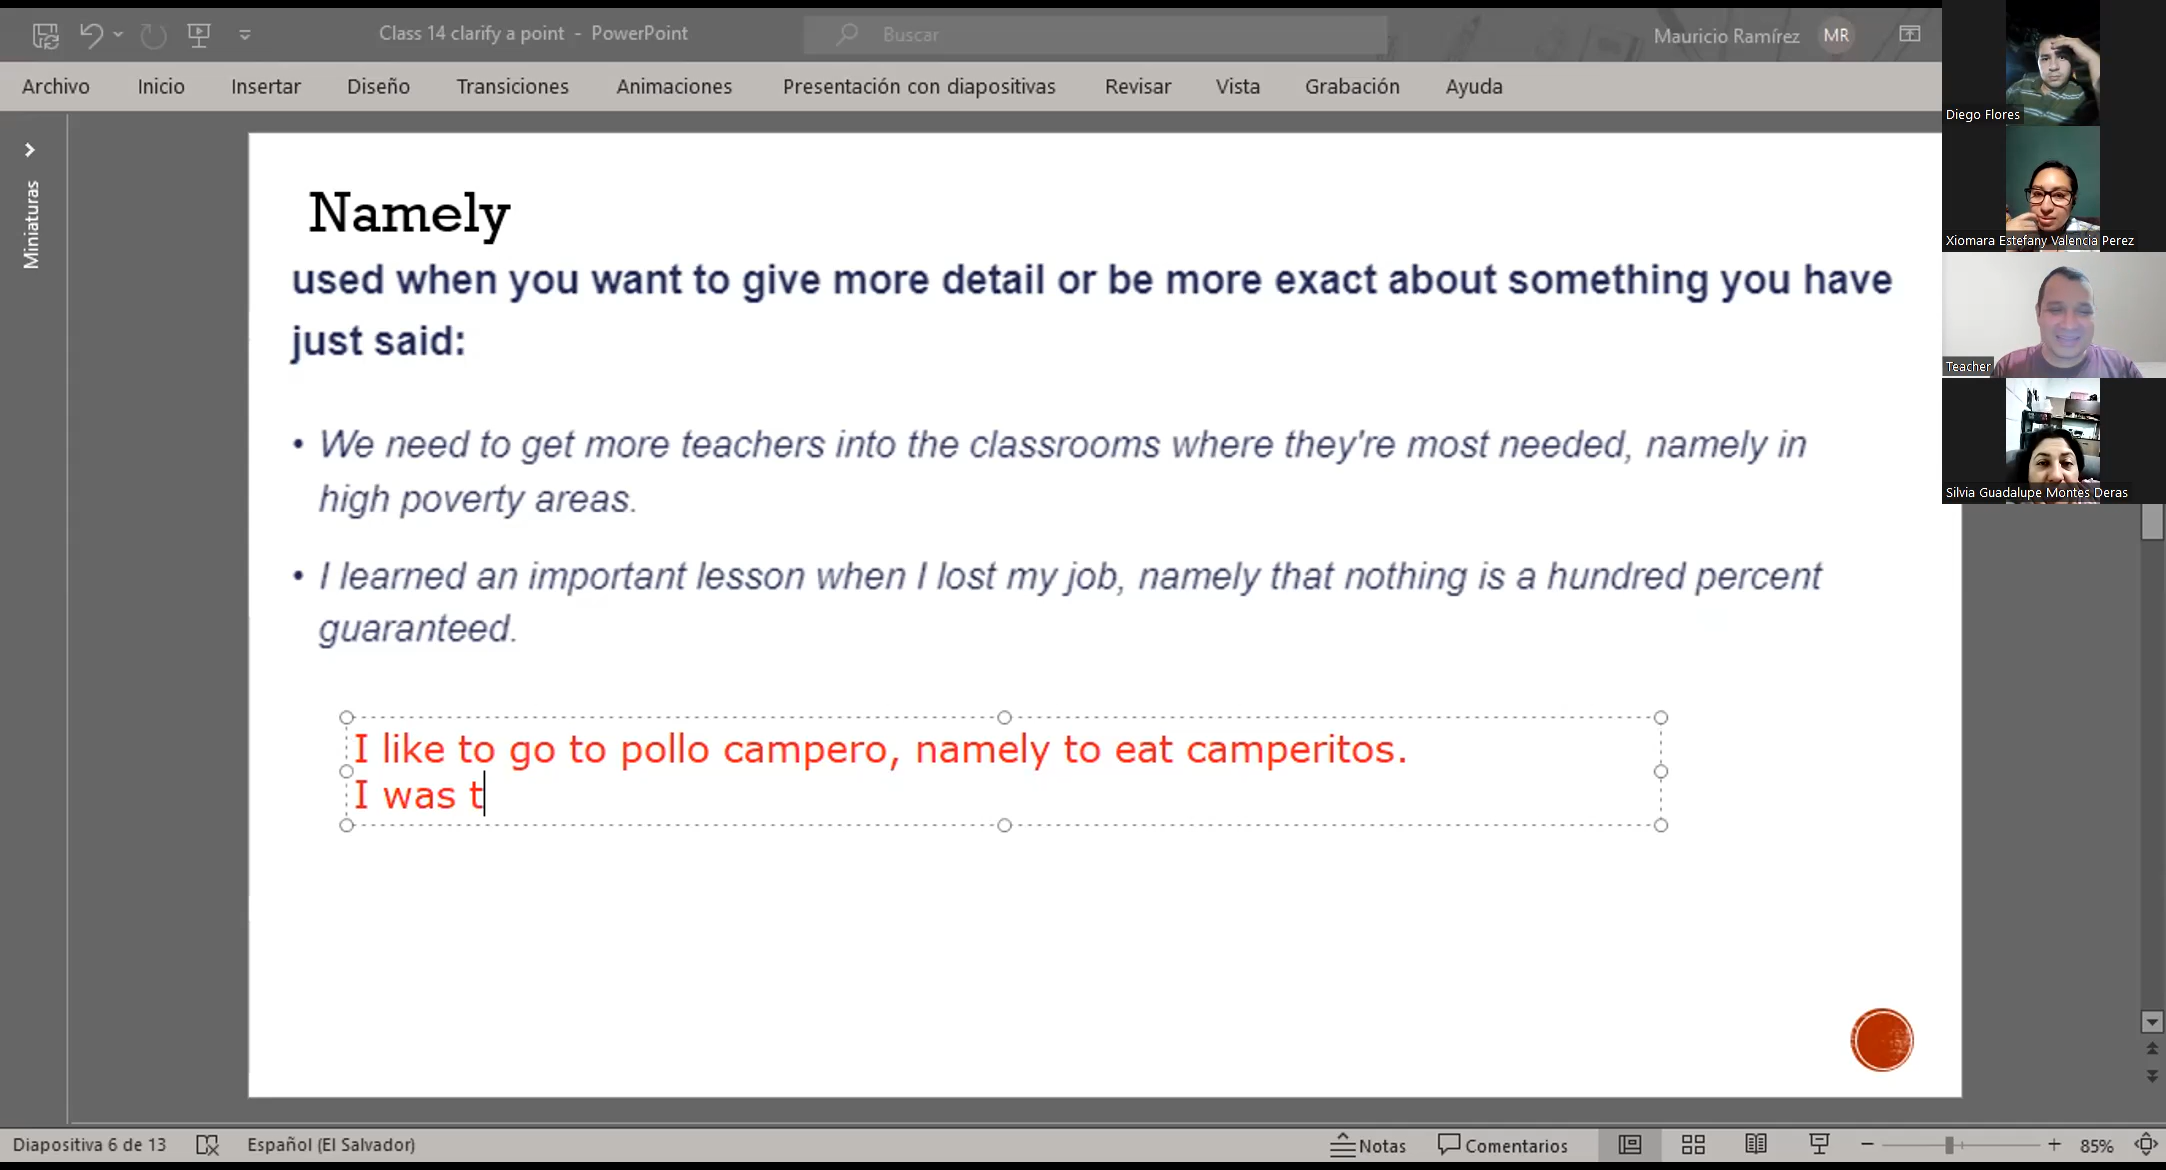 Class 14 clarify a point - PowerPoint
Buscar
Mauricio Ramírez
MR
Archivo
Inicio
Insertar
Diseño
Transiciones
Animaciones
Presentación con diapositivas
Revisar
Vista
Grabación
Ayuda
Diego Flores
Xiomara Estefany Valencia Perez
Teacher
Silvia Guadalupe Montes Deras
Miniaturas
Namely
used when you want to give more detail or be more exact about something you have
just said:
• We need to get more teachers into the classrooms where they're most needed, namely in
high poverty areas.
• I learned an important lesson when I lost my job, namely that nothing is a hundred percent
guaranteed.
I like to go to pollo campero, namely to eat camperitos.
I was t
Diapositiva 6 de 13
Español (El Salvador)
Notas
Comentarios
85%